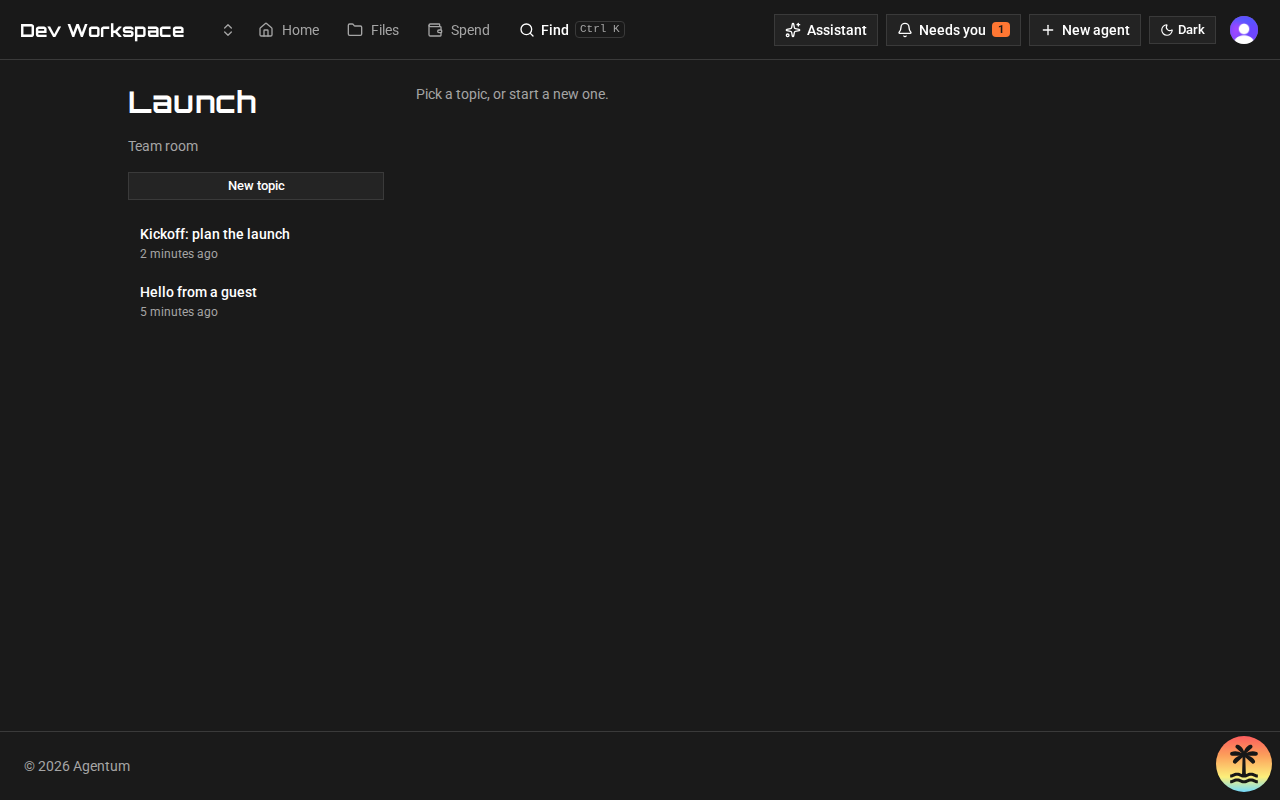 Dev Workspace
Home
Files
Spend
Find Ctrl K
Assistant
Needs you 1
New agent
Dark
Launch
Team room
New topic
Kickoff: plan the launch
2 minutes ago
Hello from a guest
5 minutes ago
Pick a topic, or start a new one.
© 2026 Agentum